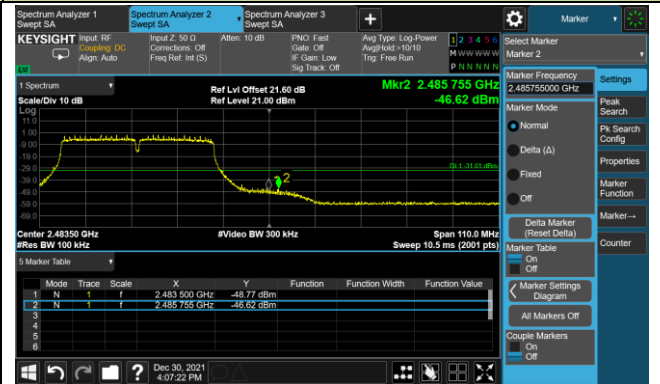 Spectrum Analyzer 1
Swept SA
Spectrum Analyzer 2
Swept SA
Spectrum Analyzer 3
Swept SA
+
Marker
KEYSIGHT
Input: RF
Coupling: DC
Align: Auto
Input Z: 50 Ω
Corrections: Off
Freq Ref: Int (S)
Atten: 10 dB
PNO: Fast
Gate: Off
IF Gain: Low
Sig Track: Off
Avg Type: Log-Power
Avg|Hold:>10/10
Trig: Free Run
1 2 3 4 5 6
M W W W W W
P N N N N N
Select Marker
Marker 2
1 Spectrum
Scale/Div 10 dB
Ref Lvl Offset 21.60 dB
Ref Level 21.00 dBm
Mkr2 2.485 755 GHz
-46.62 dBm
Log
11.0
1.00
-9.00
-19.0
-29.0
-39.0
-49.0
-59.0
-69.0
DL1 -31.01 dBm
2
Center 2.48350 GHz
#Res BW 100 kHz
#Video BW 300 kHz
Span 110.0 MHz
Sweep 10.5 ms (2001 pts)
5 Marker Table
Mode Trace Scale X Y Function Function Width Function Value
1 N 1 f 2.483 500 GHz -48.77 dBm
2 N 1 f 2.485 755 GHz -46.62 dBm
3
4
5
6
Marker Frequency
2.485755000 GHz
Marker Mode
Normal
Delta (Δ)
Fixed
Off
Delta Marker
(Reset Delta)
Marker Table
On
Off
Marker Settings
Diagram
All Markers Off
Couple Markers
On
Off
Settings
Peak
Search
Pk Search
Config
Properties
Marker
Function
Marker→
Counter
?
Dec 30, 2021
4:07:22 PM